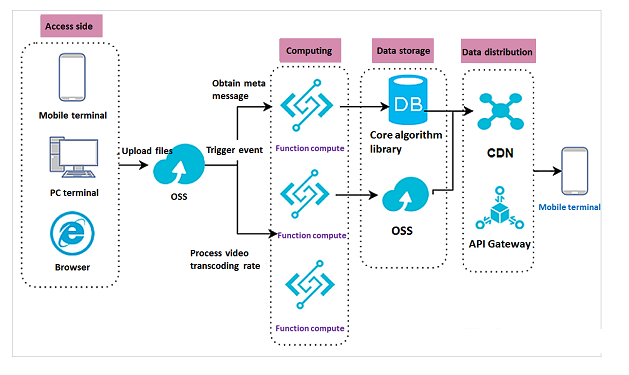 Access side
Computing
Data storage
Data distribution
Mobile terminal
PC terminal
Browser
Upload files
OSS
Trigger event
Obtain meta
message
Process video
transcoding rate
Function compute
Function compute
Function compute
DB
Core algorithm
library
OSS
CDN
API Gateway
Mobile terminal